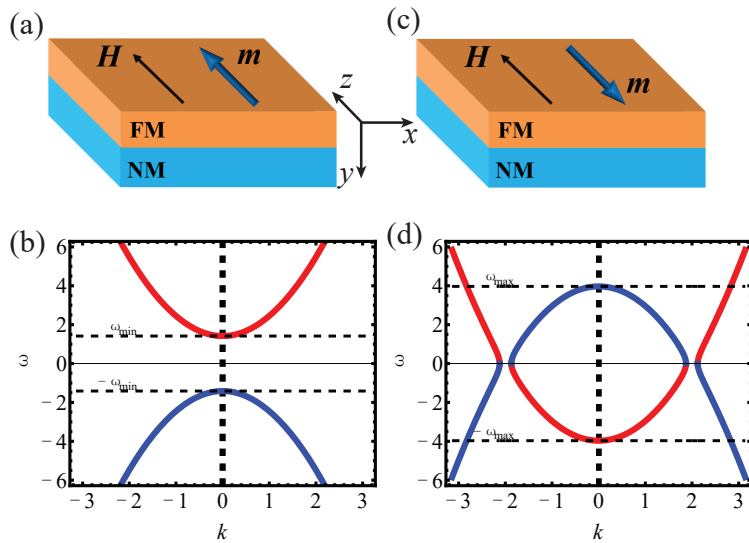 (a)
H
m
FM
NM
z
x
y
(c)
H
m
FM
NM
(b)
6
4
2
0
−2
−4
−6
ω
ωmin
− ωmin
−3 −2 −1 0 1 2 3
k
(d)
6
4
2
0
−2
−4
−6
ω
ωmax
− ωmax
−3 −2 −1 0 1 2 3
k